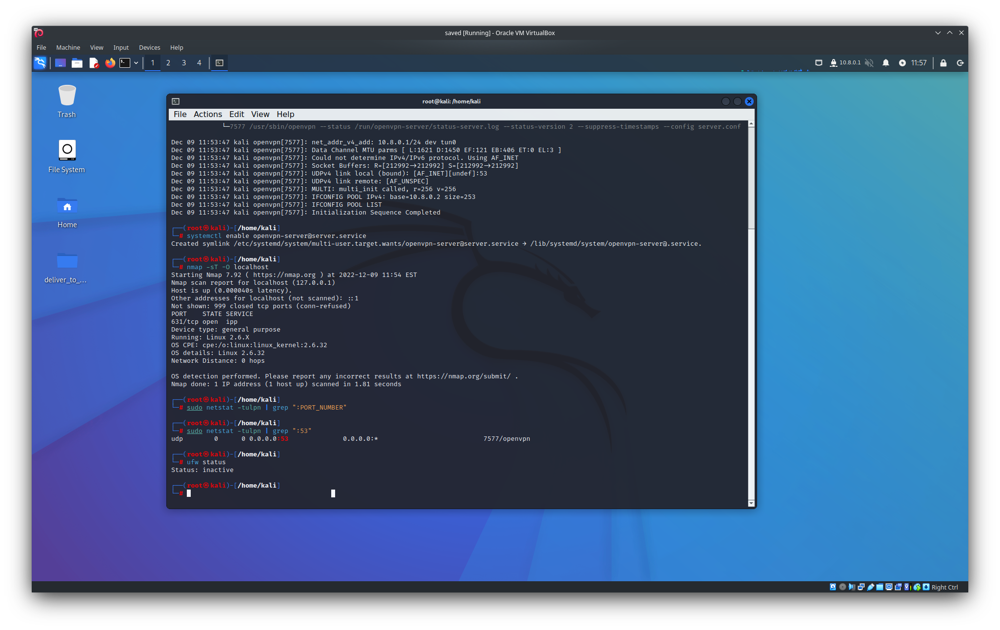 saved [Running] - Oracle VM VirtualBox
File Machine View Input Devices Help
1 2 3 4 10.8.0.1 11:57
Trash
File System
Home
deliver_to_...
root@kali: /home/kali
File Actions Edit View Help
└─7577 /usr/sbin/openvpn --status /run/openvpn-server/status-server.log --status-version 2 --suppress-timestamps --config server.conf
Dec 09 11:53:47 kali openvpn[7577]: net_addr_v4_add: 10.8.0.1/24 dev tun0
Dec 09 11:53:47 kali openvpn[7577]: Data Channel MTU parms [ L:1621 D:1450 EF:121 EB:406 ET:0 EL:3 ]
Dec 09 11:53:47 kali openvpn[7577]: Could not determine IPv4/IPv6 protocol. Using AF_INET
Dec 09 11:53:47 kali openvpn[7577]: Socket Buffers: R=[212992->212992] S=[212992->212992]
Dec 09 11:53:47 kali openvpn[7577]: UDPv4 link local (bound): [AF_INET][undef]:53
Dec 09 11:53:47 kali openvpn[7577]: UDPv4 link remote: [AF_UNSPEC]
Dec 09 11:53:47 kali openvpn[7577]: MULTI: multi_init called, r=256 v=256
Dec 09 11:53:47 kali openvpn[7577]: IFCONFIG POOL IPv4: base=10.8.0.2 size=253
Dec 09 11:53:47 kali openvpn[7577]: IFCONFIG POOL LIST
Dec 09 11:53:47 kali openvpn[7577]: Initialization Sequence Completed
┌──(root㉿kali)-[/home/kali]
└─# systemctl enable openvpn-server@server.service
Created symlink /etc/systemd/system/multi-user.target.wants/openvpn-server@server.service → /lib/systemd/system/openvpn-server@.service.
┌──(root㉿kali)-[/home/kali]
└─# nmap -sT -O localhost
Starting Nmap 7.92 ( https://nmap.org ) at 2022-12-09 11:54 EST
Nmap scan report for localhost (127.0.0.1)
Host is up (0.000040s latency).
Other addresses for localhost (not scanned): ::1
Not shown: 999 closed tcp ports (conn-refused)
PORT    STATE SERVICE
631/tcp open  ipp
Device type: general purpose
Running: Linux 2.6.X
OS CPE: cpe:/o:linux:linux_kernel:2.6.32
OS details: Linux 2.6.32
Network Distance: 0 hops
OS detection performed. Please report any incorrect results at https://nmap.org/submit/ .
Nmap done: 1 IP address (1 host up) scanned in 1.81 seconds
┌──(root㉿kali)-[/home/kali]
└─# sudo netstat -tulpn | grep ":PORT_NUMBER"
┌──(root㉿kali)-[/home/kali]
└─# sudo netstat -tulpn | grep ":53"
udp        0      0 0.0.0.0:53              0.0.0.0:*                           7577/openvpn
┌──(root㉿kali)-[/home/kali]
└─# ufw status
Status: inactive
┌──(root㉿kali)-[/home/kali]
└─#
Right Ctrl